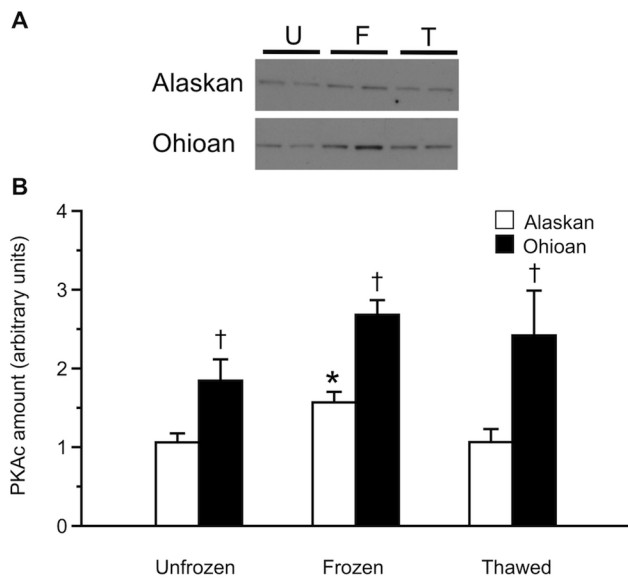 A
U F T
Alaskan
Ohioan
B
PKAc amount (arbitrary units)
4
3
2
1
0
Alaskan
Ohioan
†
*
†
†
Unfrozen Frozen Thawed